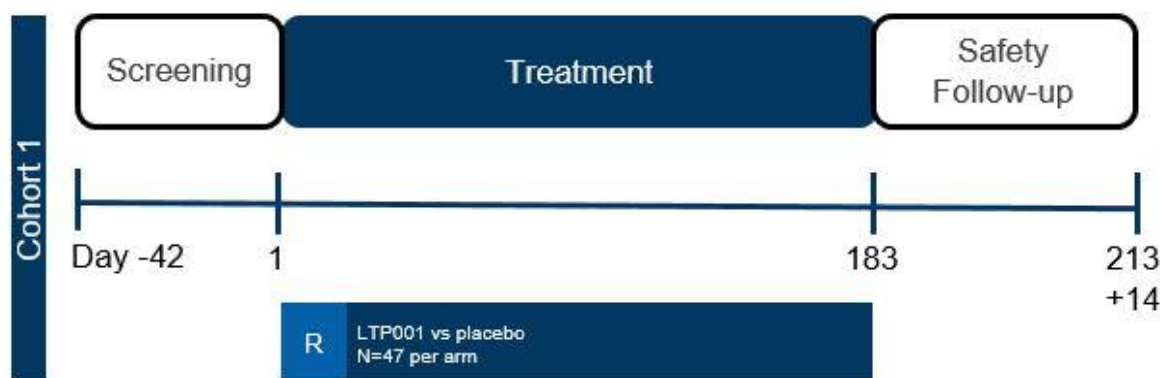 Cohort 1
Screening
Treatment
Safety
Follow-up
Day -42
1
183
213
+14
R
LTP001 vs placebo
N=47 per arm